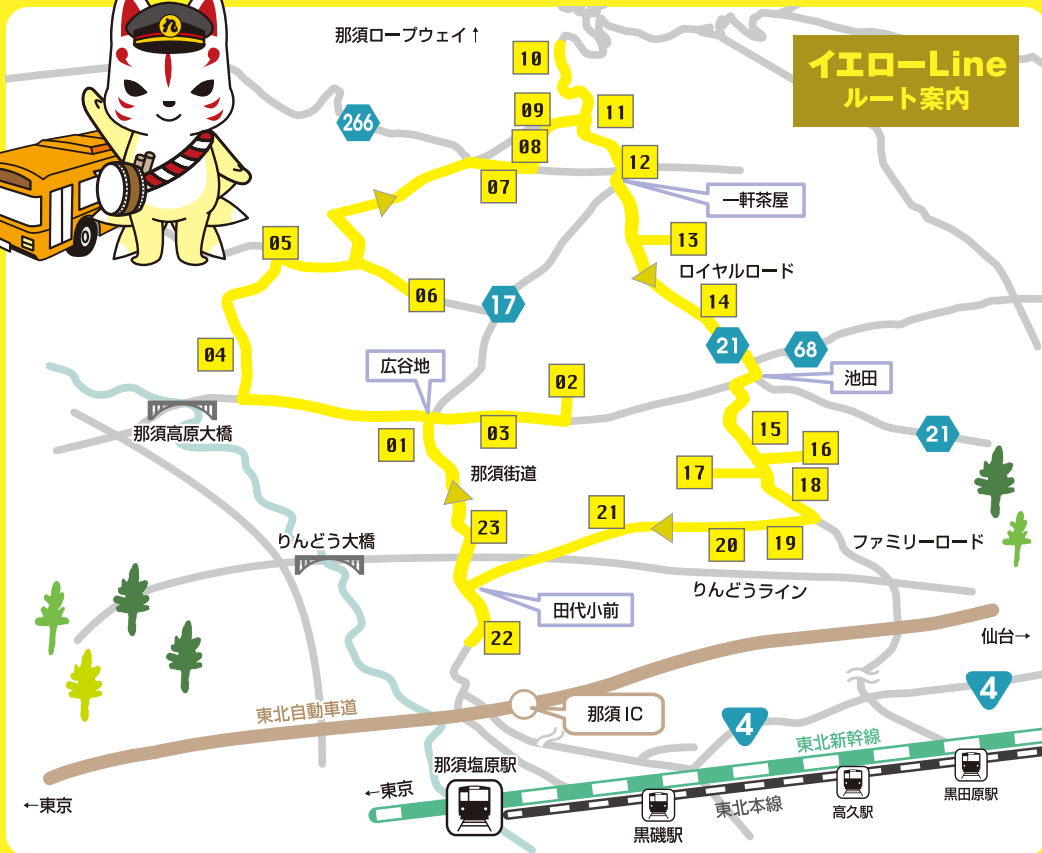 れ
那須ロープウェイ↑
イエローLine
ルート案内
10
09
11
266
08
12
07
一軒茶屋
05
13
ロイヤルロード
06
17
14
04
21
68
広谷地
02
池田
那須高原大橋
01
03
15
21
那須街道
17
16
18
23
21
りんどう大橋
20
19
ファミリーロード
りんどうライン
田代小前
22
仙台→
4
東北自動車道
那須IC
4
東北新幹線
那須塩原駅
←東京
←東京
黒田原駅
高久駅
東北本線
黒磯駅